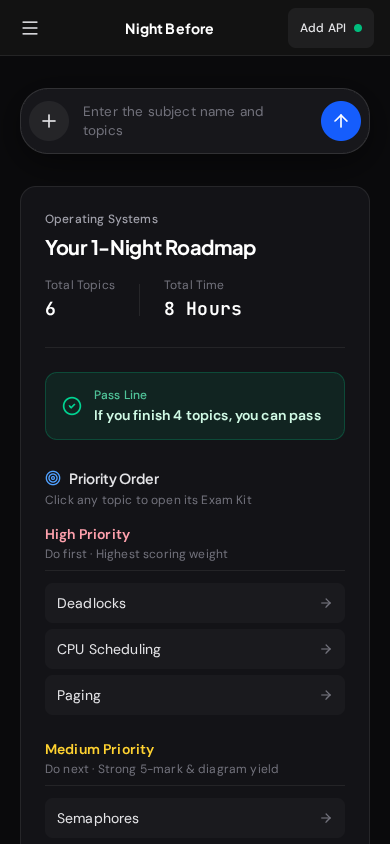 Night Before
Add API
Enter the subject name and
topics
Operating Systems
Your 1-Night Roadmap
Total Topics
6
Total Time
8 Hours
Pass Line
If you finish 4 topics, you can pass
Priority Order
Click any topic to open its Exam Kit
High Priority
Do first · Highest scoring weight
Deadlocks
CPU Scheduling
Paging
Medium Priority
Do next · Strong 5-mark & diagram yield
Semaphores